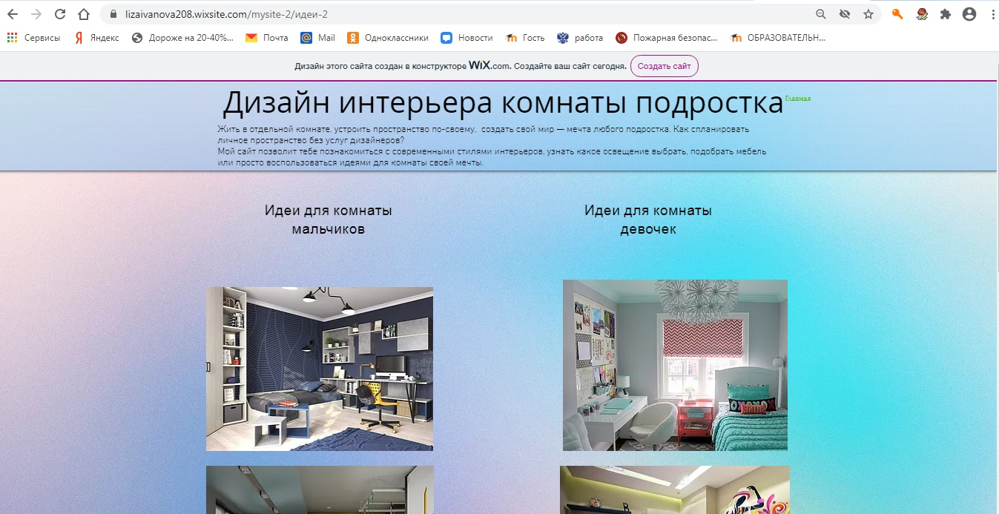 lizaivanova208.wixsite.com/mysite-2/идеи-2
Сервисы Яндекс Дороже на 20-40%... Почта Mail Одноклассники Новости Гость работа Пожарная безопас... ОБРАЗОВАТЕЛЬН...
Дизайн этого сайта создан в конструкторе WiX.com. Создайте ваш сайт сегодня. Создать сайт
Дизайн интерьера комнаты подростка Главная
Жить в отдельной комнате, устроить пространство по-своему, создать свой мир — мечта любого подростка. Как спланировать
личное пространство без услуг дизайнеров?
Мой сайт позволит тебе познакомиться с современными стилями интерьеров, узнать какое освещение выбрать, подобрать мебель
или просто воспользоваться идеями для комнаты своей мечты.
Идеи для комнаты
мальчиков
Идеи для комнаты
девочек